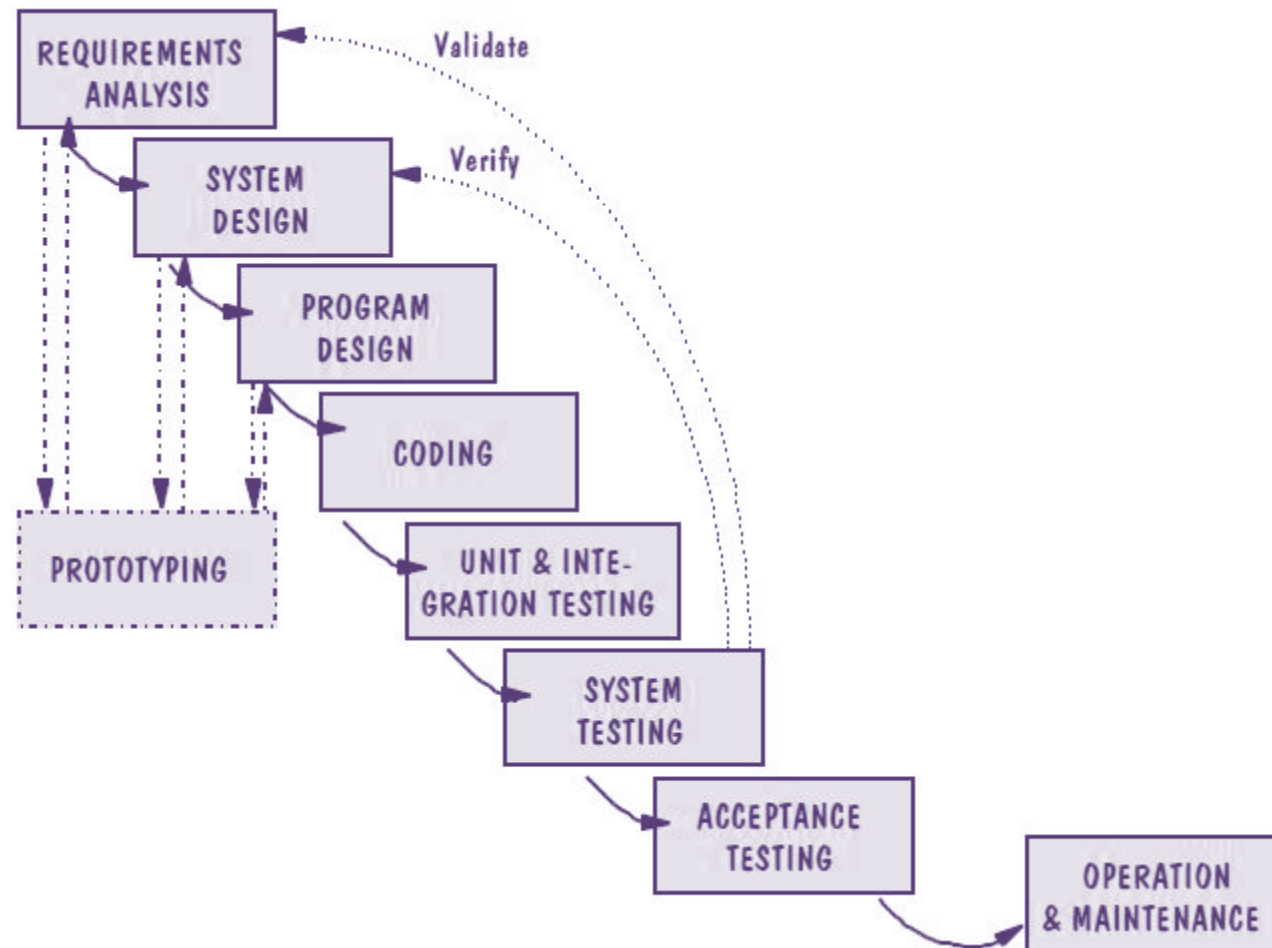 REQUIREMENTS
ANALYSIS
Validate
SYSTEM
DESIGN
Verify
PROGRAM
DESIGN
CODING
PROTOTYPING
UNIT & INTE-
GRATION TESTING
SYSTEM
TESTING
ACCEPTANCE
TESTING
OPERATION
& MAINTENANCE